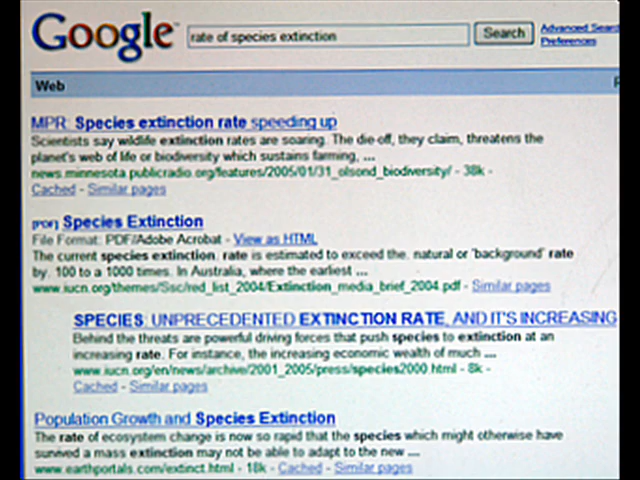 Google™ rate of species extinction Search Advanced Search
Preferences
Web
MPR: Species extinction rate speeding up
Scientists say wildlife extinction rates are soaring. The die-off, they claim, threatens the
planet's web of life or biodiversity which sustains farming, ...
news.minnesota.publicradio.org/features/2005/01/31_olsond_biodiversity/ - 38k -
Cached - Similar pages
[PDF] Species Extinction
File Format: PDF/Adobe Acrobat - View as HTML
The current species extinction. rate is estimated to exceed the. natural or 'background' rate
by. 100 to a 1000 times. In Australia, where the earliest ...
www.iucn.org/themes/Ssc/red_list_2004/Extinction_media_brief_2004.pdf - Similar pages
SPECIES: UNPRECEDENTED EXTINCTION RATE, AND IT'S INCREASING
Behind the threats are powerful driving forces that push species to extinction at an
increasing rate. For instance, the increasing economic wealth of much ...
www.iucn.org/en/news/archive/2001_2005/press/species2000.html - 8k -
Cached - Similar pages
Population Growth and Species Extinction
The rate of ecosystem change is now so rapid that the species which might otherwise have
survived a mass extinction may not be able to adapt to the new ....
www.earthportals.com/extinct.html - 18k - Cached - Similar pages